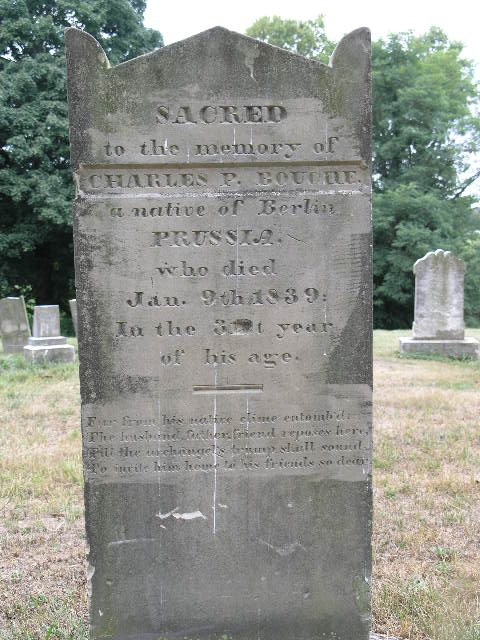 SACRED
to the memory of
CHARLES P. BOUCHE.
a native of Berlin
PRUSSIA.
who died
Jan. 9th 1839:
In the 31st year
of his age.
Far from his native clime entomb'd:
The husband, father, friend reposes here,
Till the archangel's trump shall sound,
To invite him home to his friends so dear